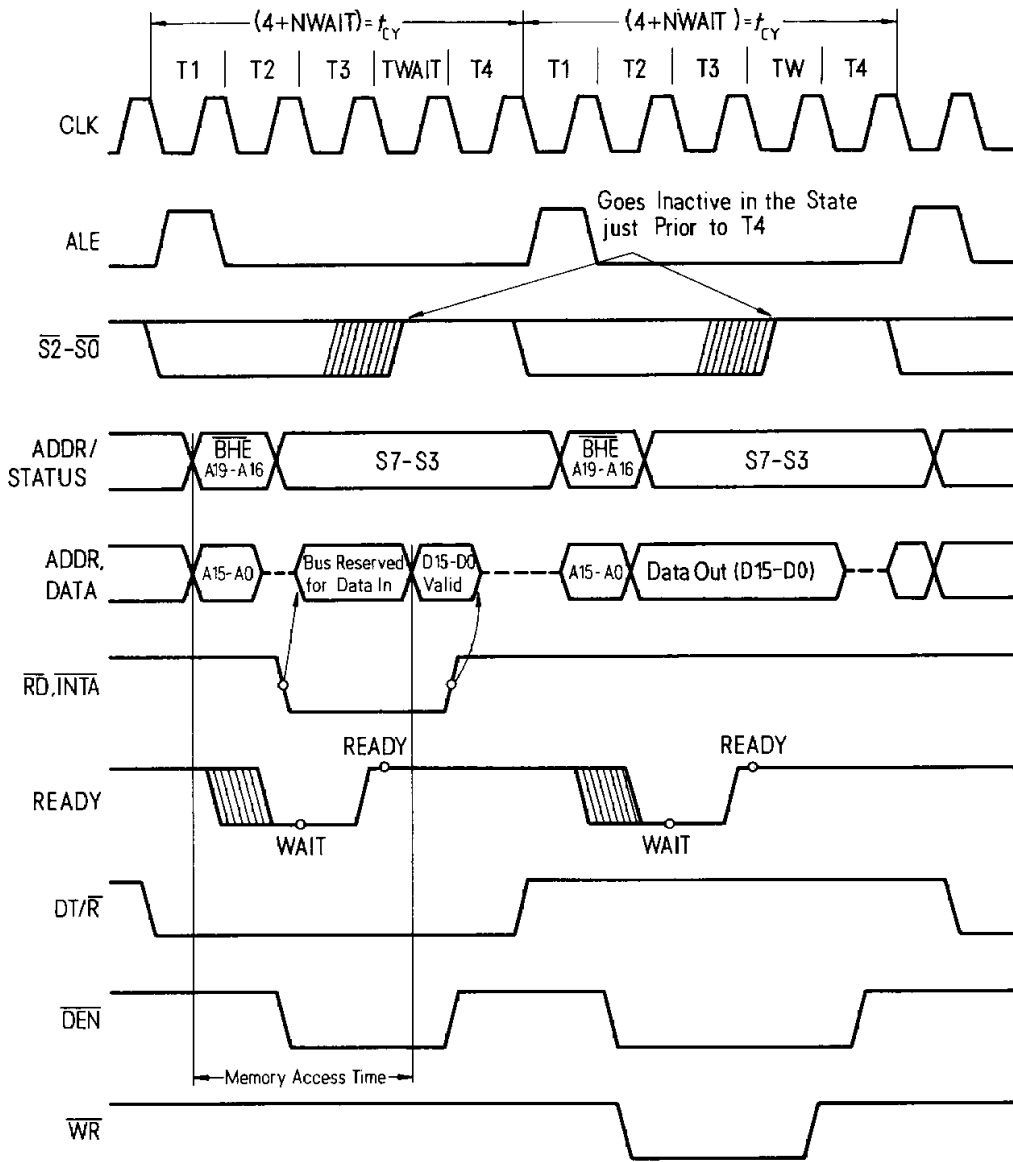 (4+NWAIT)= tCY (4+NWAIT)= tCY
T1 T2 T3 TWAIT T4 T1 T2 T3 TW T4
CLK
Goes Inactive in the State
just Prior to T4
ALE
S2-S0
ADDR/
STATUS
BHE
A19-A16
S7-S3
BHE
A19-A16
S7-S3
ADDR,
DATA
A15-A0
Bus Reserved
for Data In
D15-D0
Valid
A15-A0
Data Out (D15-D0)
RD,INTA
READY READY
READY
WAIT WAIT
DT/R
DEN
Memory Access Time
WR